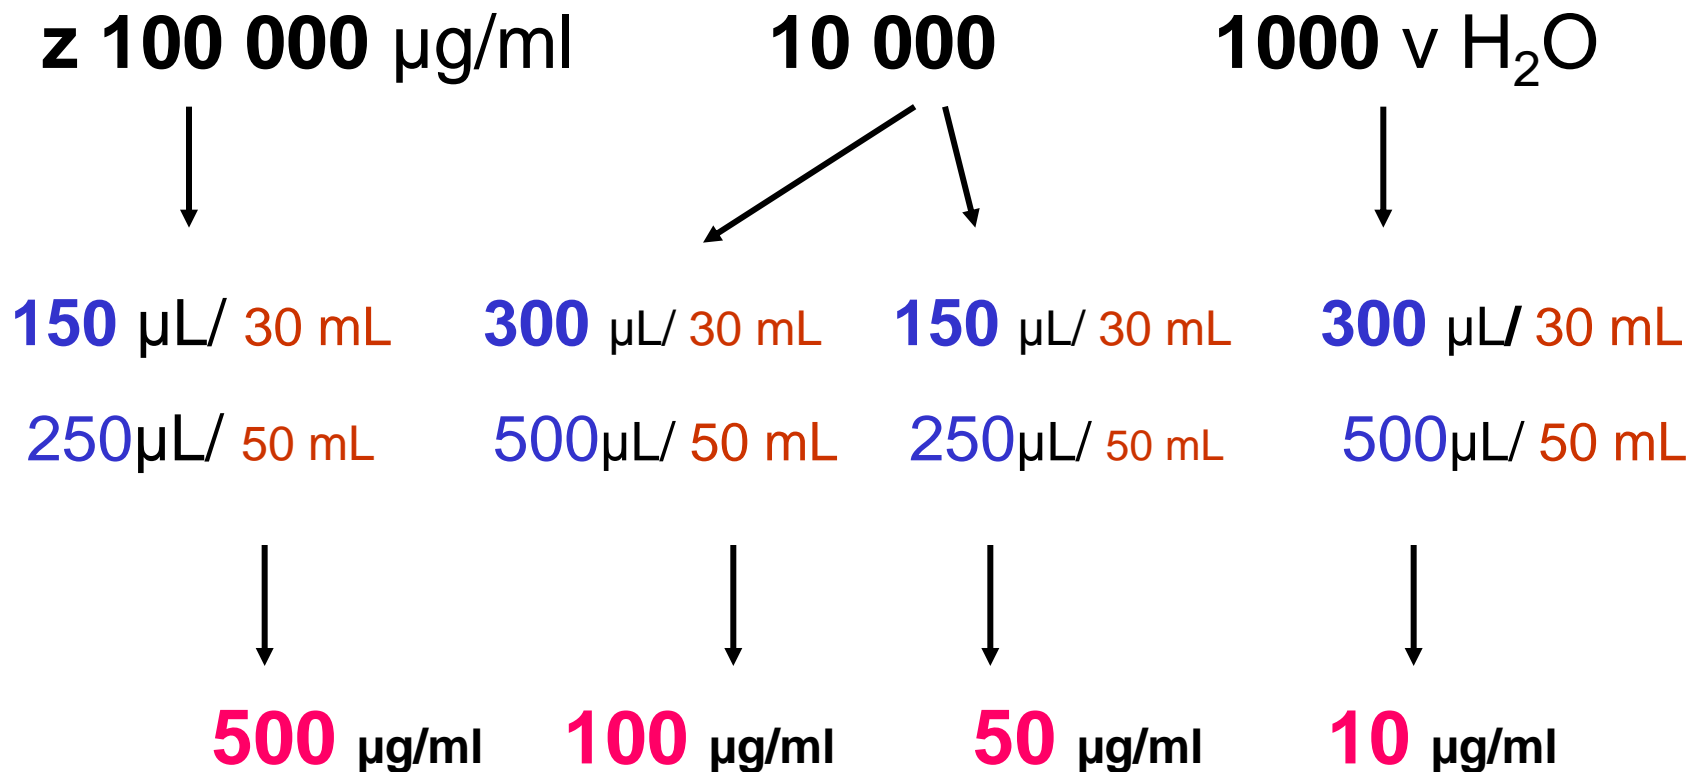 z 100 000 µg/ml 10 000 1000 v H₂O
150 µL/ 30 mL 300 µL/ 30 mL 150 µL/ 30 mL 300 µL/ 30 mL
250µL/ 50 mL 500µL/ 50 mL 250µL/ 50 mL 500µL/ 50 mL
500 µg/ml 100 µg/ml 50 µg/ml 10 µg/ml